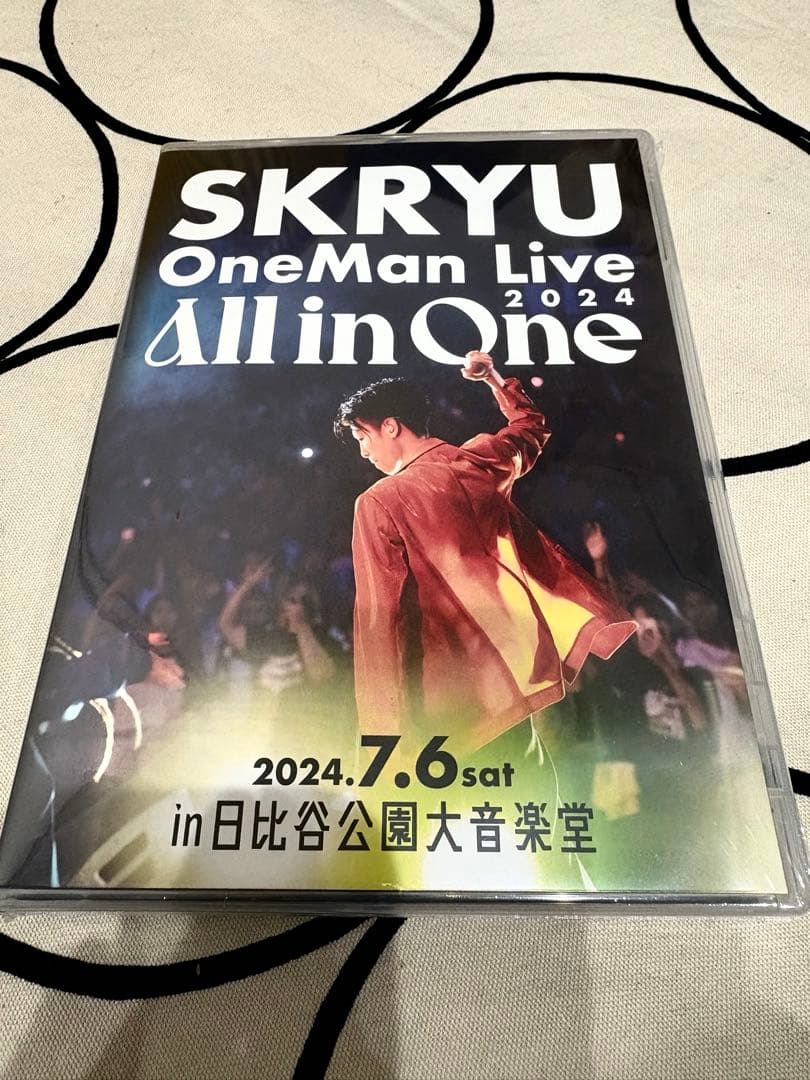 SKRYU
OneMan Live
2024
All in One
2024.7.6sat
in日比谷公園大音楽堂